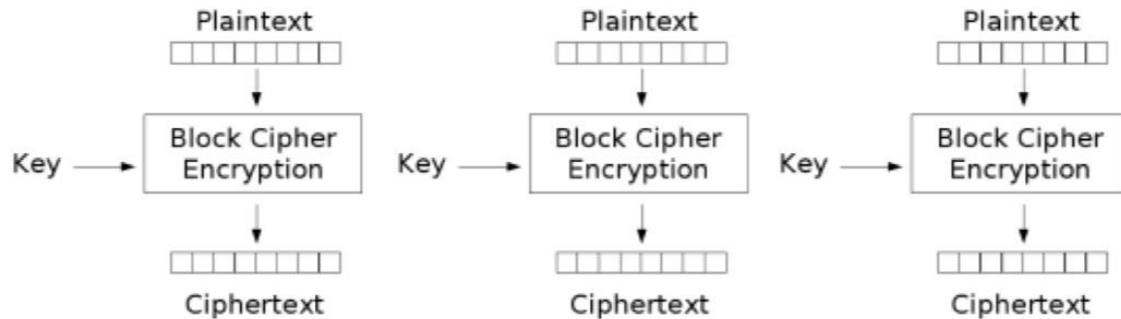 Plaintext
Plaintext
Plaintext
Key
Block Cipher
Encryption
Key
Block Cipher
Encryption
Key
Block Cipher
Encryption
Ciphertext
Ciphertext
Ciphertext